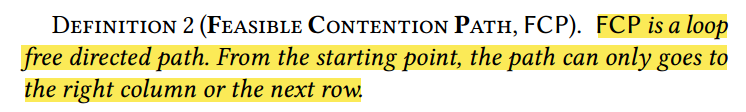 DEFINITION 2 (FEASIBLE CONTENTION PATH, FCP). FCP is a loop
free directed path. From the starting point, the path can only goes to
the right column or the next row.